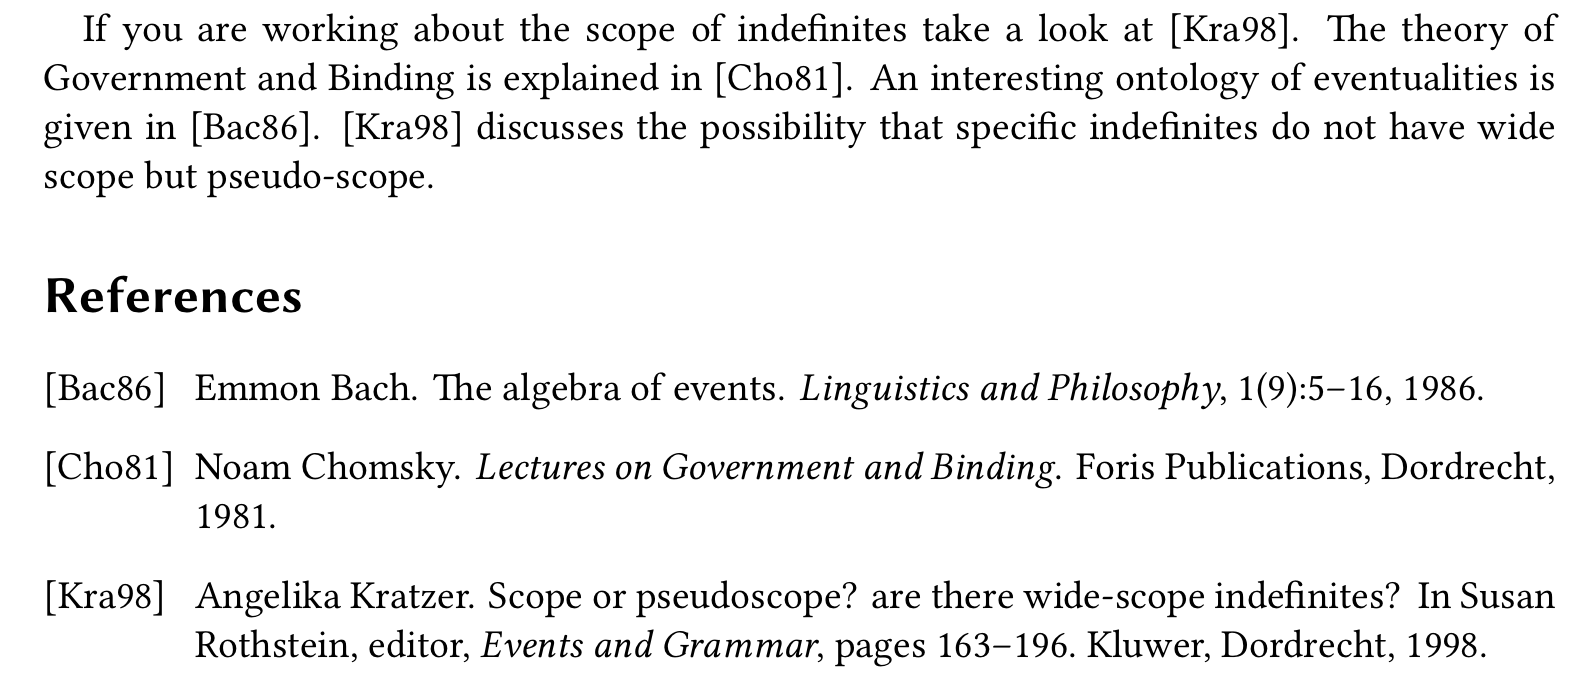 If you are working about the scope of indefinites take a look at [Kra98]. The theory of
Government and Binding is explained in [Cho81]. An interesting ontology of eventualities is
given in [Bac86]. [Kra98] discusses the possibility that specific indefinites do not have wide
scope but pseudo-scope.
References
[Bac86] Emmon Bach. The algebra of events. Linguistics and Philosophy, 1(9):5–16, 1986.
[Cho81] Noam Chomsky. Lectures on Government and Binding. Foris Publications, Dordrecht,
1981.
[Kra98] Angelika Kratzer. Scope or pseudoscope? are there wide-scope indefinites? In Susan
Rothstein, editor, Events and Grammar, pages 163–196. Kluwer, Dordrecht, 1998.